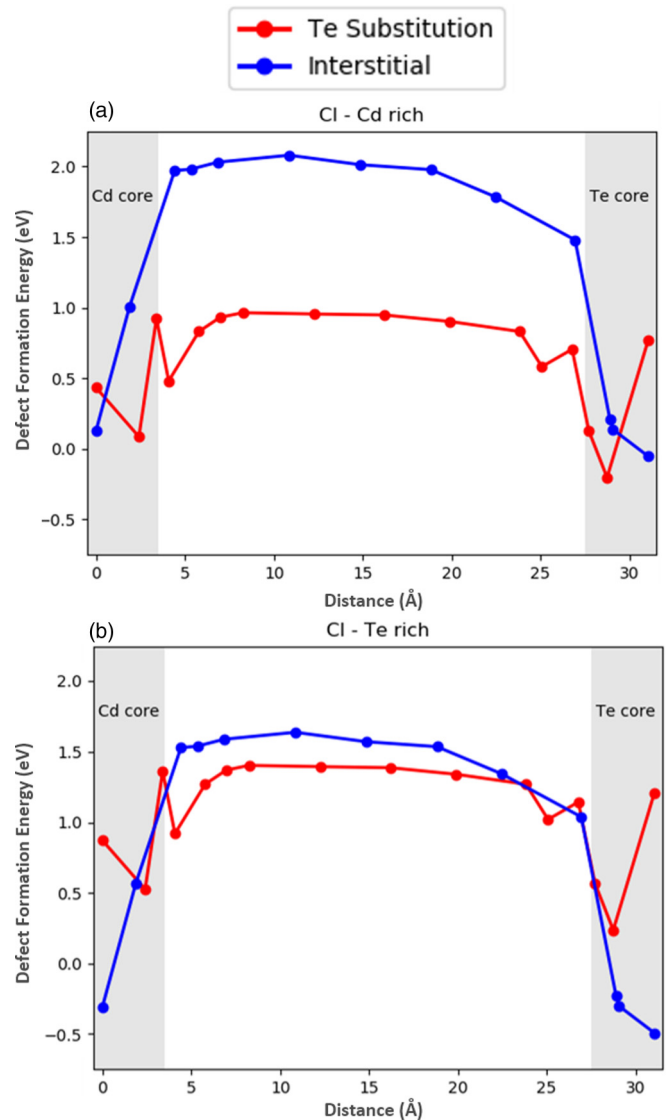 Te Substitution
Interstitial
(a)
Cl - Cd rich
2.0
1.5
1.0
0.5
0.0
−0.5
Cd core
Te core
Defect Formation Energy (eV)
0 5 10 15 20 25 30
Distance (Å)
(b)
Cl - Te rich
2.0
1.5
1.0
0.5
0.0
−0.5
Cd core
Te core
Defect Formation Energy (eV)
0 5 10 15 20 25 30
Distance (Å)